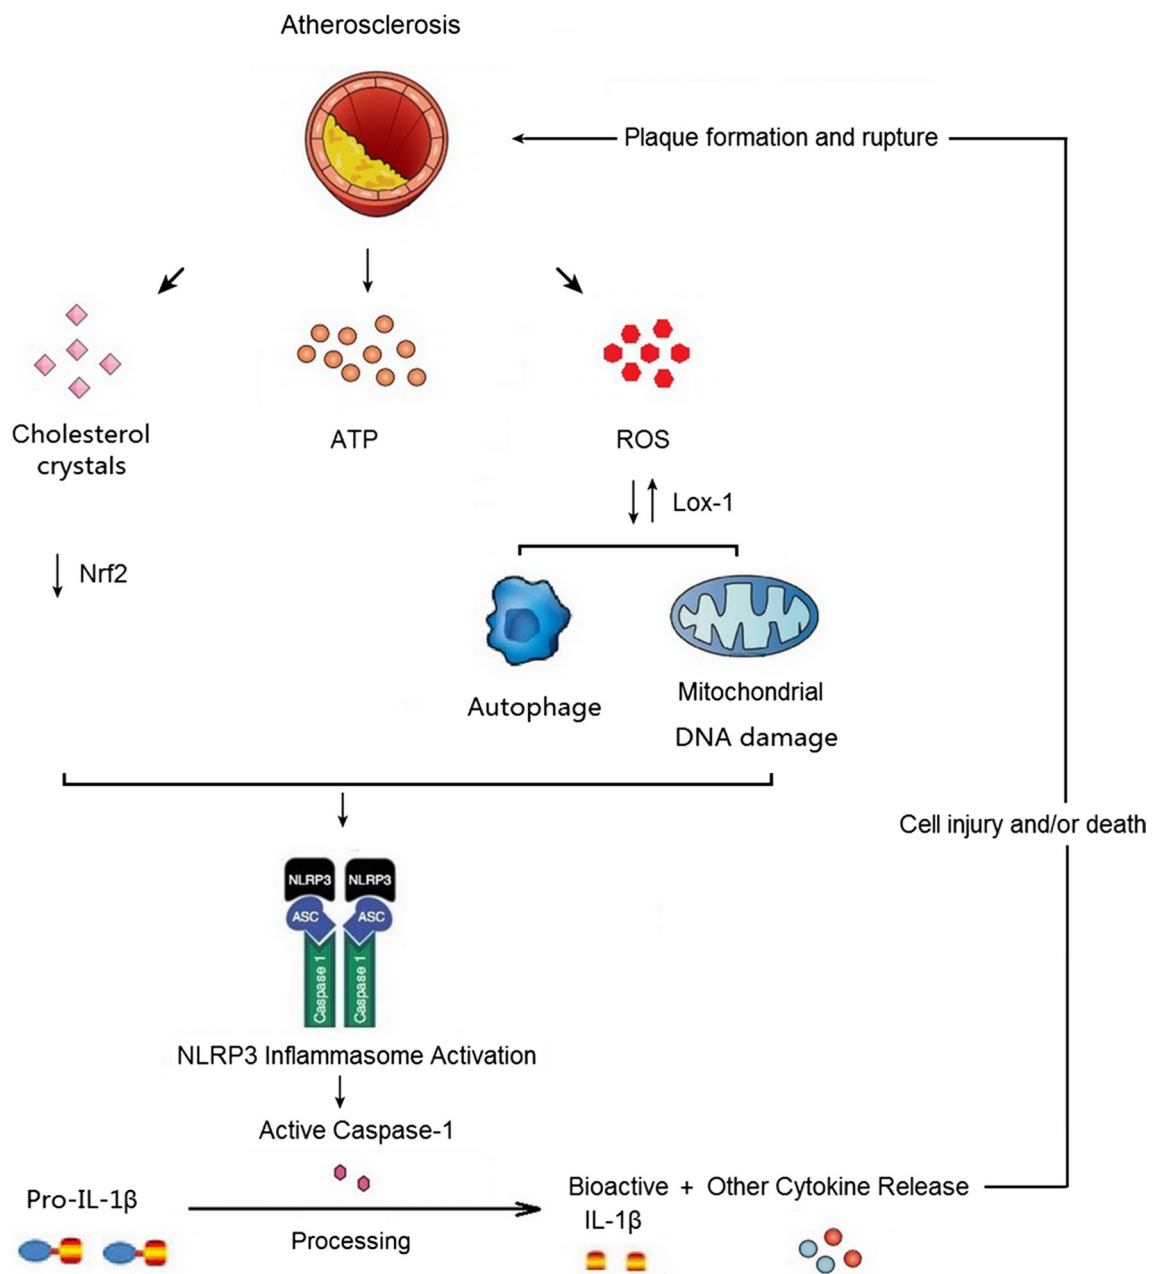 Atherosclerosis
Plaque formation and rupture
Cholesterol
crystals
ATP
ROS
Lox-1
Nrf2
Autophage
Mitochondrial
DNA damage
Cell injury and/or death
NLRP3 NLRP3
ASC ASC
Caspase 1 Caspase 1
NLRP3 Inflammasome Activation
Active Caspase-1
Pro-IL-1β
Processing
Bioactive + Other Cytokine Release
IL-1β